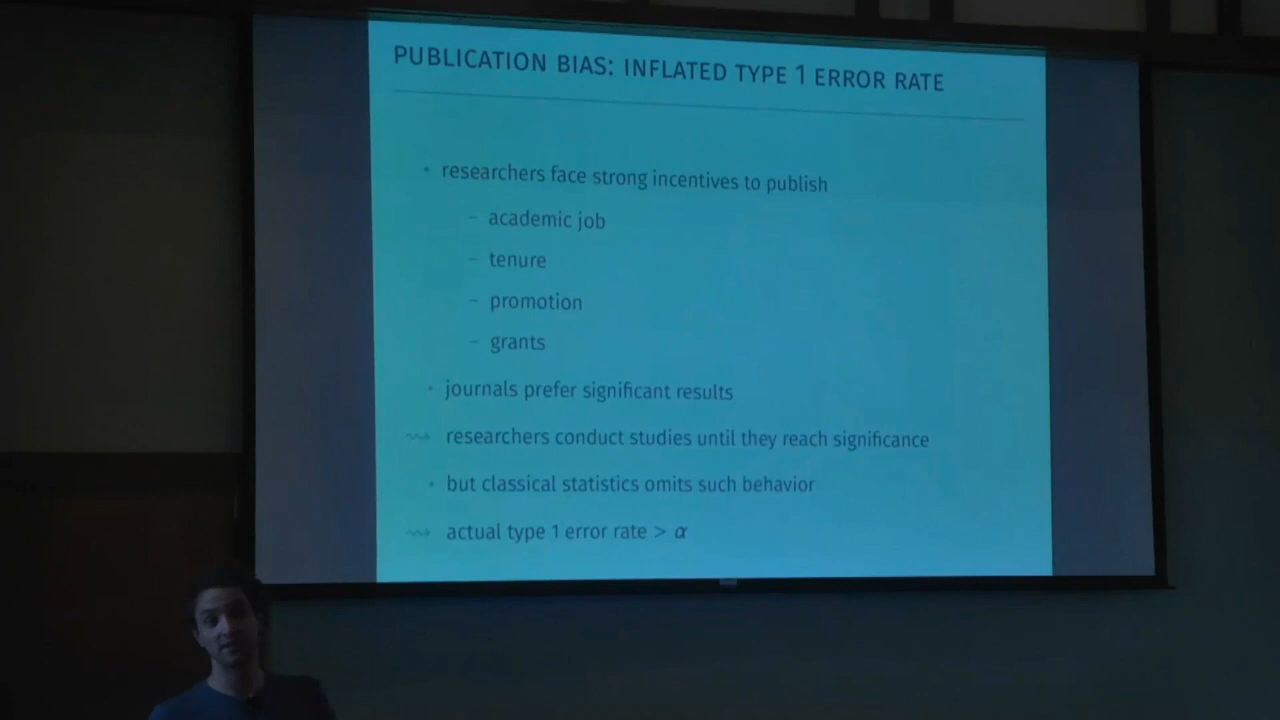 PUBLICATION BIAS: INFLATED TYPE 1 ERROR RATE
• researchers face strong incentives to publish
– academic job
– tenure
– promotion
– grants
• journals prefer significant results
⇝ researchers conduct studies until they reach significance
• but classical statistics omits such behavior
⇝ actual type 1 error rate > α